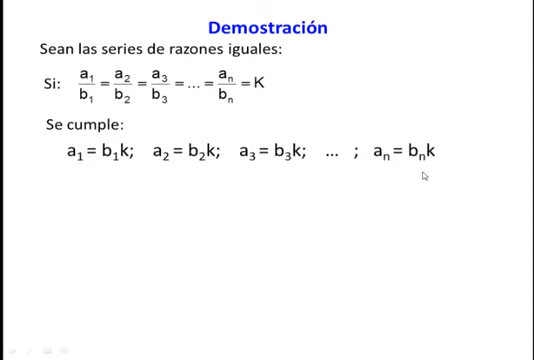 Demostración
Sean las series de razones iguales:
Si: a₁/b₁ = a₂/b₂ = a₃/b₃ = ... = aₙ/bₙ = K
Se cumple:
a₁ = b₁k; a₂ = b₂k; a₃ = b₃k; ... ; aₙ = bₙk